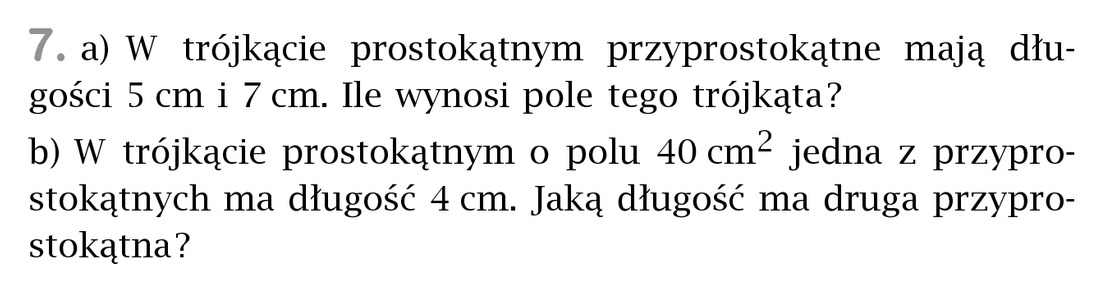 7. a) W trójkącie prostokątnym przyprostokątne mają dłu-
gości 5 cm i 7 cm. Ile wynosi pole tego trójkąta?
b) W trójkącie prostokątnym o polu 40 cm² jedna z przypro-
stokątnych ma długość 4 cm. Jaką długość ma druga przypro-
stokątna?